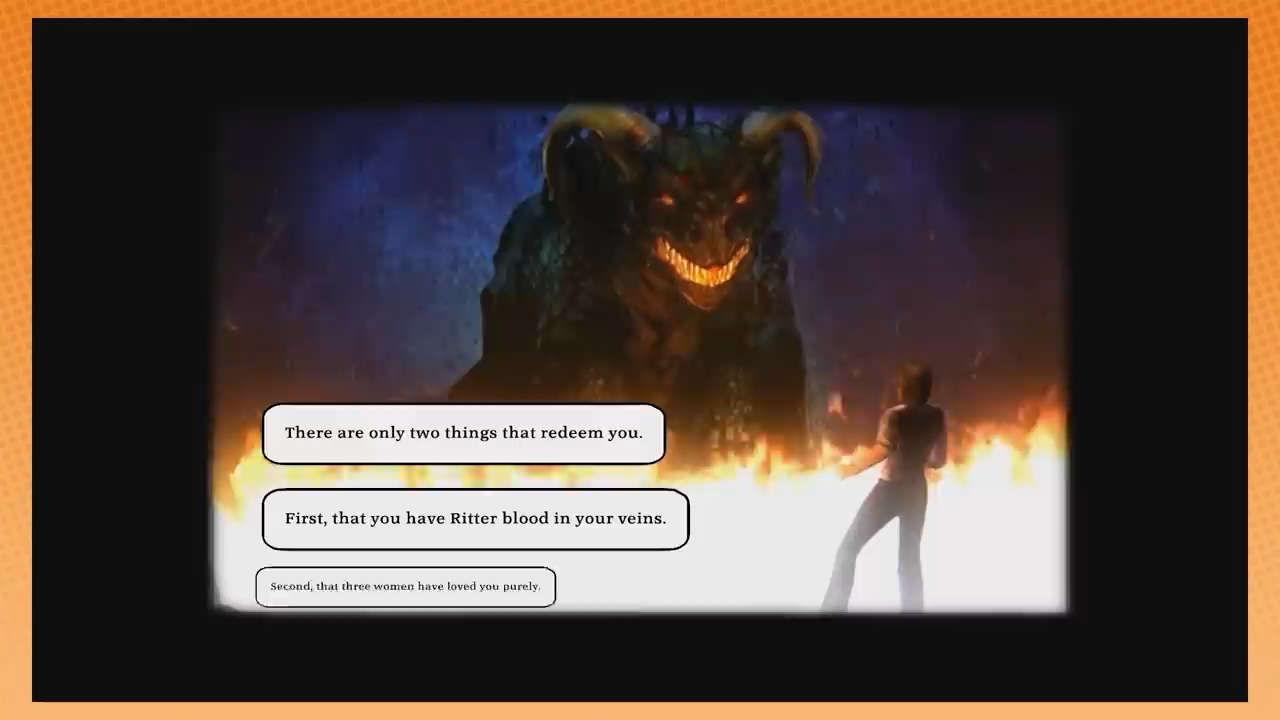 There are only two things that redeem you.
First, that you have Ritter blood in your veins.
Second, that three women have loved you purely.